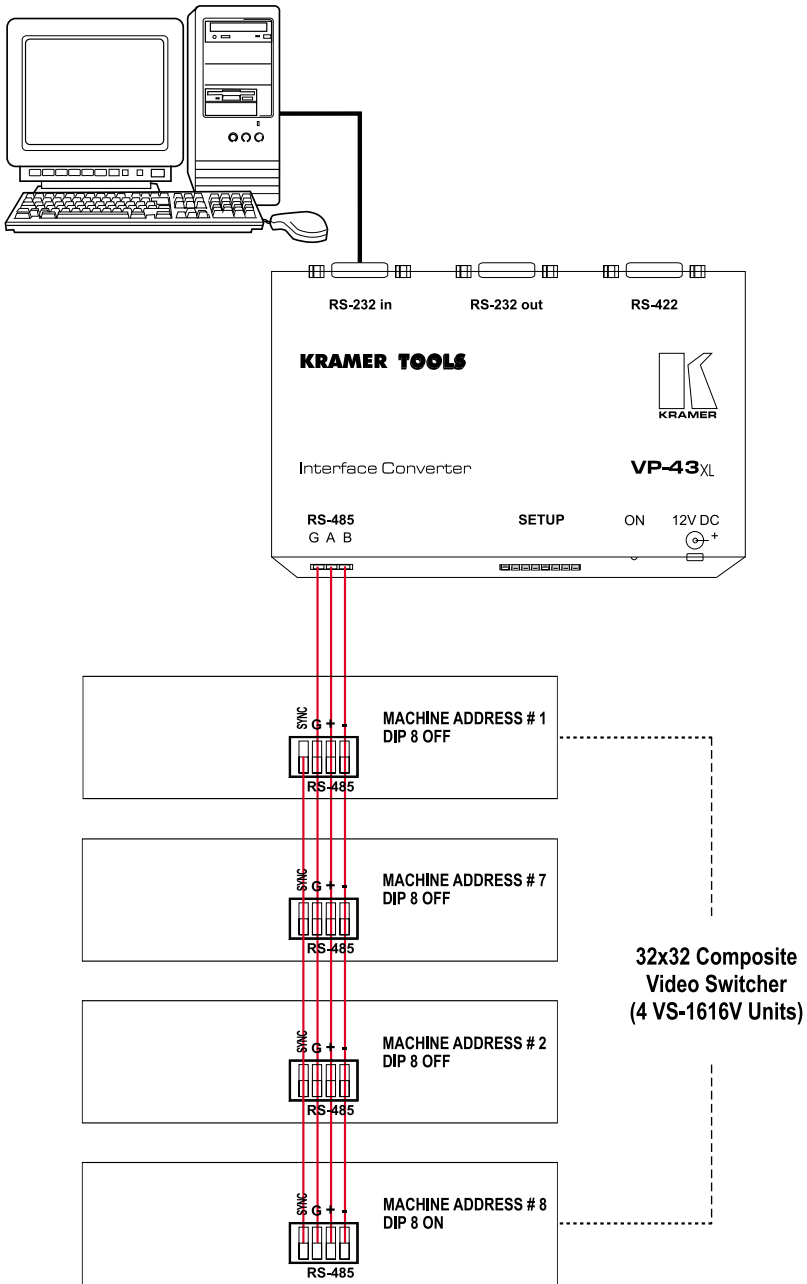 RS-232 in RS-232 out RS-422
KRAMER TOOLS
K
KRAMER
Interface Converter VP-43XL
RS-485 SETUP ON 12V DC
G A B
+
SYNC G + -
RS-485
MACHINE ADDRESS # 1
DIP 8 OFF
SYNC G + -
RS-485
MACHINE ADDRESS # 7
DIP 8 OFF
32x32 Composite
Video Switcher
(4 VS-1616V Units)
SYNC G + -
RS-485
MACHINE ADDRESS # 2
DIP 8 OFF
SYNC G + -
RS-485
MACHINE ADDRESS # 8
DIP 8 ON